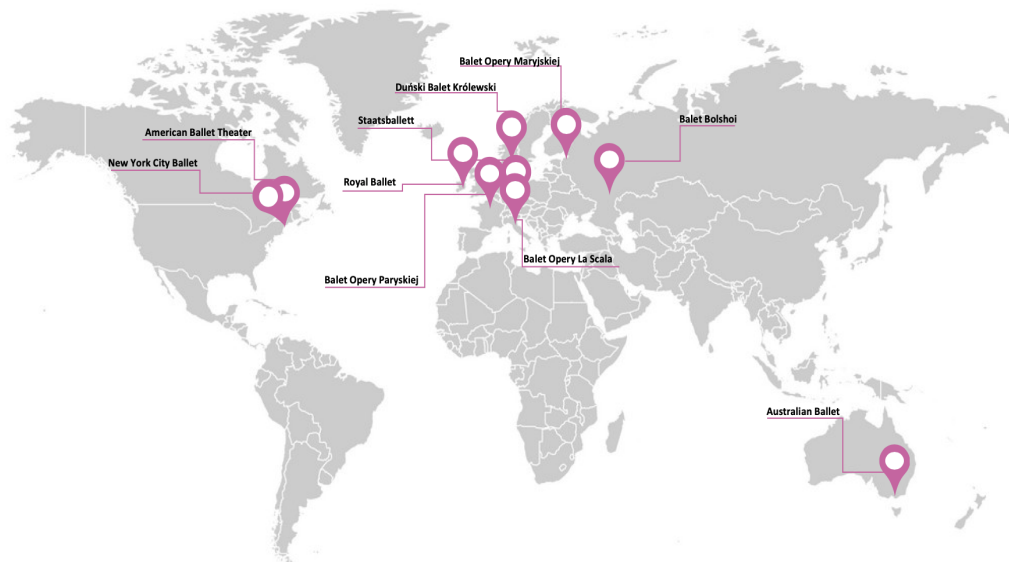 Balet Opery Maryjskiej
Duński Balet Królewski
Staatsballett
Balet Bolshoi
American Ballet Theater
New York City Ballet
Royal Ballet
Balet Opery La Scala
Balet Opery Paryskiej
Australian Ballet